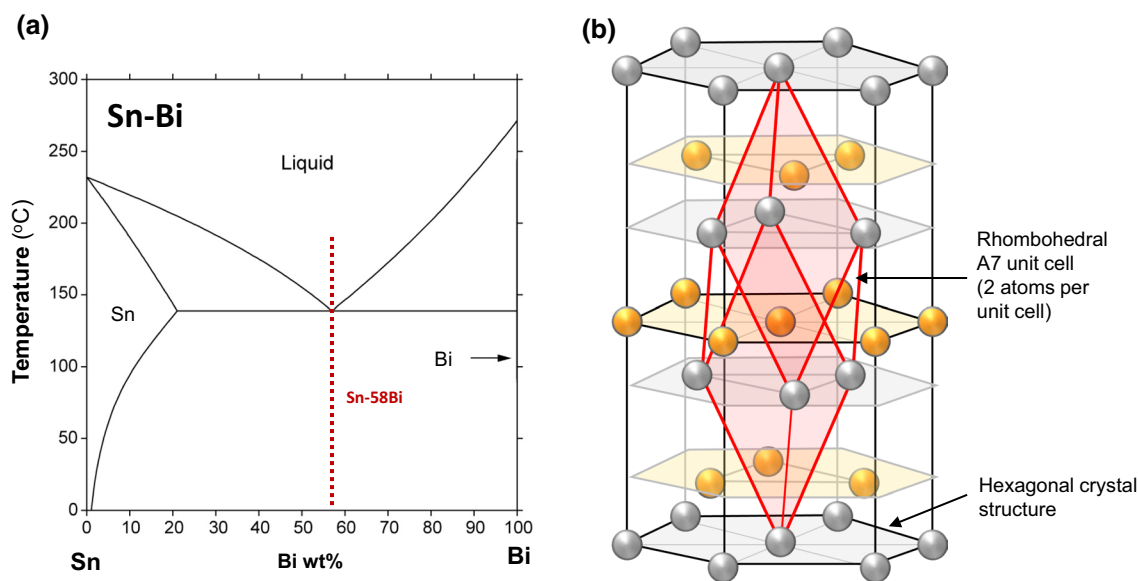 (a)
Sn-Bi
Liquid
Sn
Bi
Sn-58Bi
Temperature (oC)
300
250
200
150
100
50
0
0 10 20 30 40 50 60 70 80 90 100
Sn Bi wt% Bi
(b)
Rhombohedral
A7 unit cell
(2 atoms per
unit cell)
Hexagonal crystal
structure